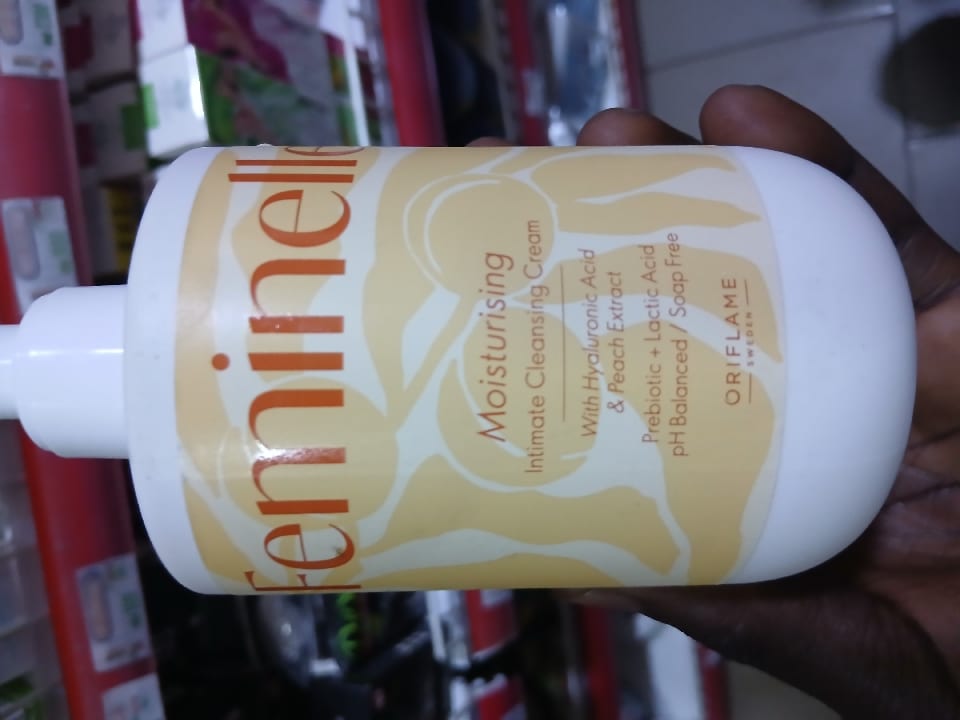 Feminelle
Moisturising
Intimate Cleansing Cream
With Hyaluronic Acid
& Peach Extract
Prebiotic + Lactic Acid
pH Balanced / Soap Free
ORIFLAME
SWEDEN